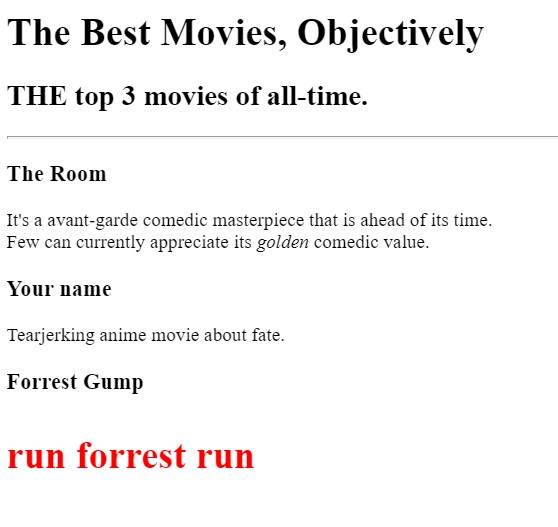 The Best Movies, Objectively
THE top 3 movies of all-time.
The Room
It's a avant-garde comedic masterpiece that is ahead of its time.
Few can currently appreciate its golden comedic value.
Your name
Tearjerking anime movie about fate.
Forrest Gump
run forrest run